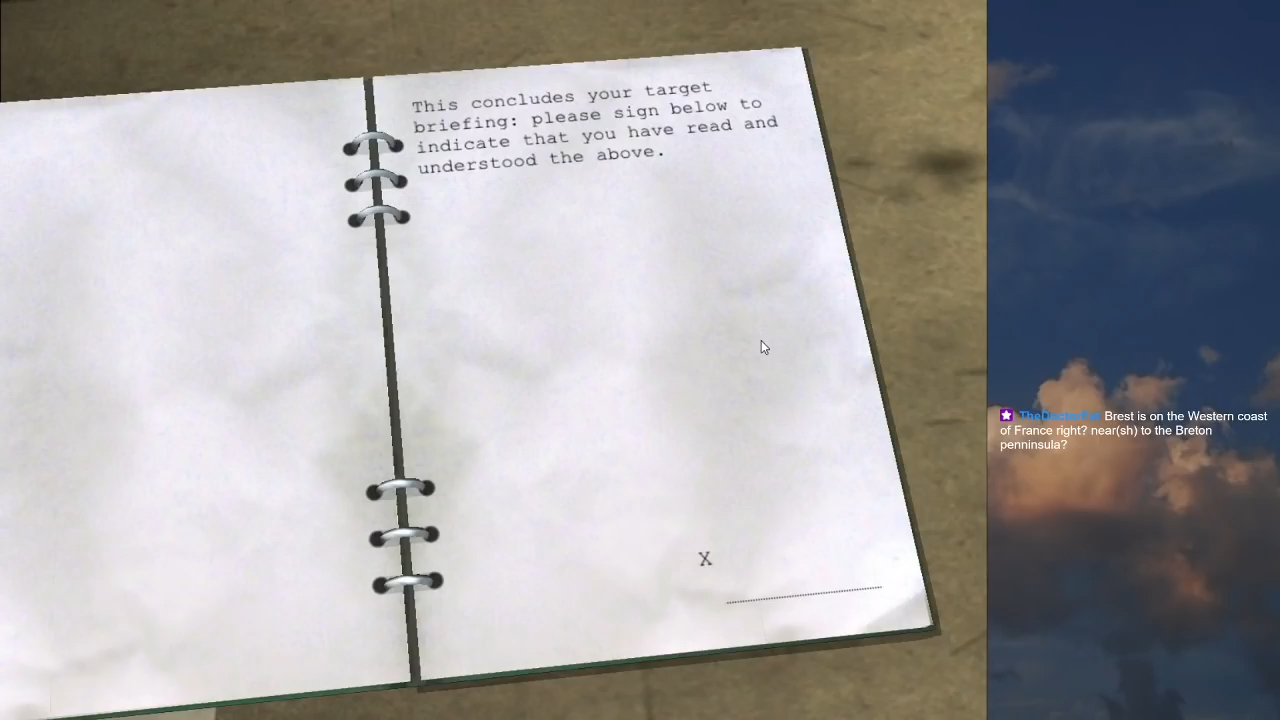 This concludes your target
briefing: please sign below to
indicate that you have read and
understood the above.
X
Brest is on the Western coast
of France right? near(sh) to the Breton
penninsula?